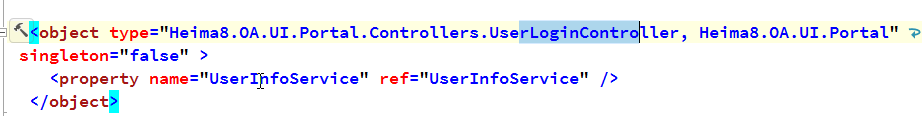 <object type="Heima8.OA.UI.Portal.Controllers.UserLoginController, Heima8.OA.UI.Portal"
singleton="false" >
<property name="UserInfoService" ref="UserInfoService" />
</object>